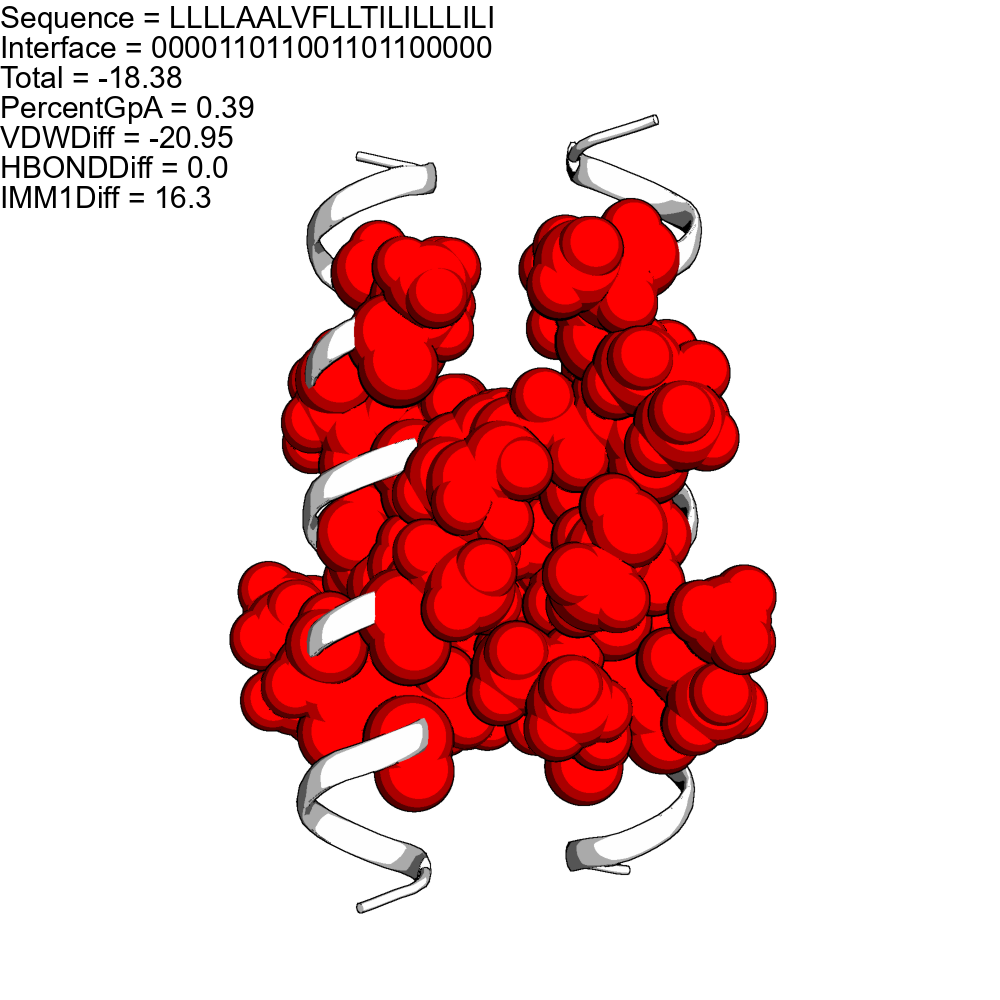 Sequence = LLLLAALVFLLTILILLLILI
Interface = 000011011001101100000
Total = -18.38
PercentGpA = 0.39
VDWDiff = -20.95
HBONDDiff = 0.0
IMM1Diff = 16.3